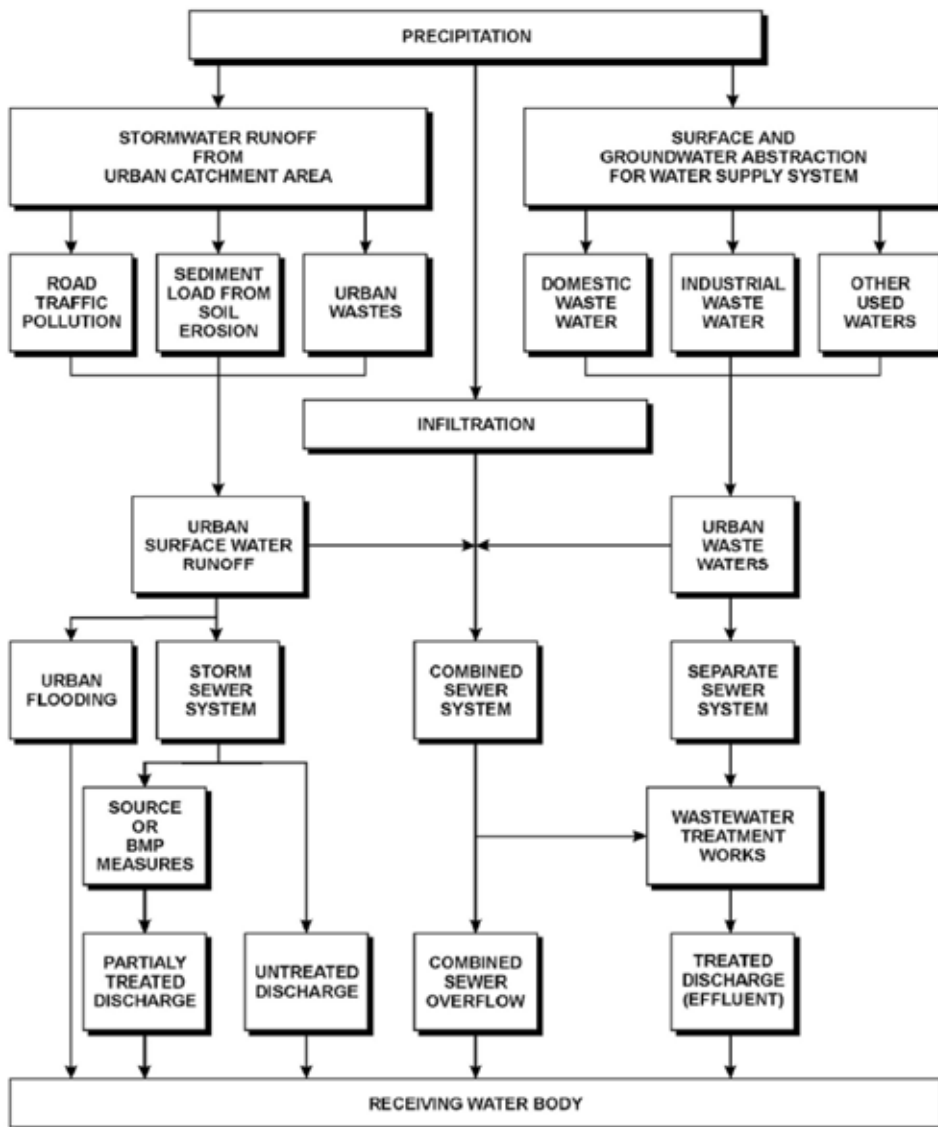 PRECIPITATION
STORMWATER RUNOFF
FROM
URBAN CATCHMENT AREA
SURFACE AND
GROUNDWATER ABSTRACTION
FOR WATER SUPPLY SYSTEM
ROAD
TRAFFIC
POLLUTION
SEDIMENT
LOAD FROM
SOIL
EROSION
URBAN
WASTES
DOMESTIC
WASTE
WATER
INDUSTRIAL
WASTE
WATER
OTHER
USED
WATERS
INFILTRATION
URBAN
SURFACE WATER
RUNOFF
URBAN
WASTE
WATERS
URBAN
FLOODING
STORM
SEWER
SYSTEM
COMBINED
SEWER
SYSTEM
SEPARATE
SEWER
SYSTEM
SOURCE
OR
BMP
MEASURES
WASTEWATER
TREATMENT
WORKS
PARTIALY
TREATED
DISCHARGE
UNTREATED
DISCHARGE
COMBINED
SEWER
OVERFLOW
TREATED
DISCHARGE
(EFFLUENT)
RECEIVING WATER BODY